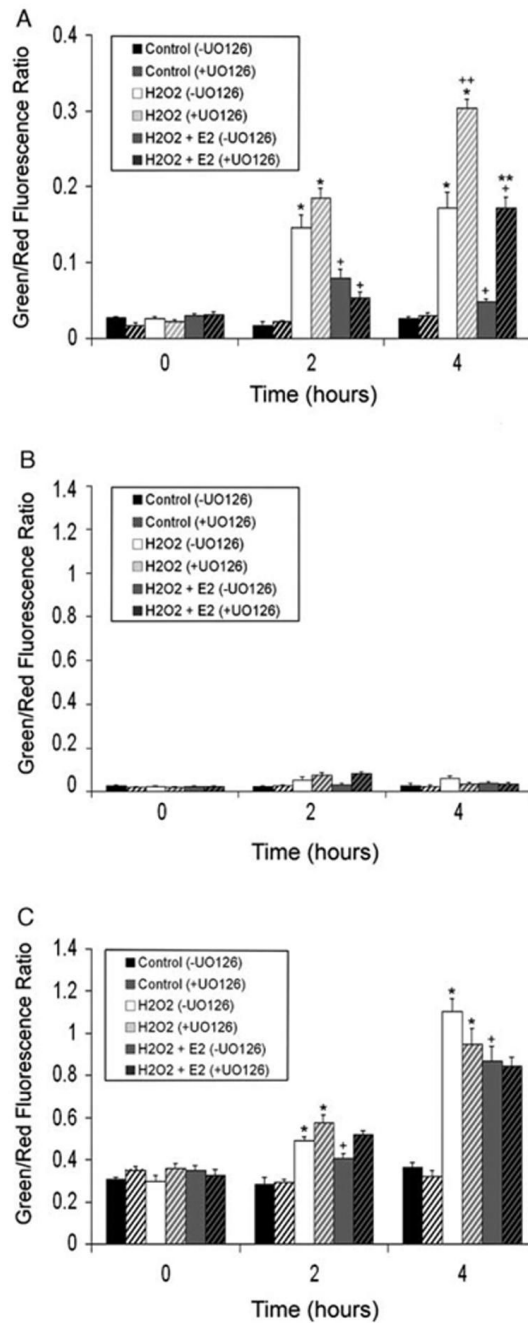 A
Green/Red Fluorescence Ratio
0.4
0.3
0.2
0.1
0
Control (-UO126)
Control (+UO126)
H2O2 (-UO126)
H2O2 (+UO126)
H2O2 + E2 (-UO126)
H2O2 + E2 (+UO126)
* * + +
* ++ * + ** +
0 2 4
Time (hours)
B
Green/Red Fluorescence Ratio
1.4
1.2
1
0.8
0.6
0.4
0.2
0
Control (-UO126)
Control (+UO126)
H2O2 (-UO126)
H2O2 (+UO126)
H2O2 + E2 (-UO126)
H2O2 + E2 (+UO126)
0 2 4
Time (hours)
C
Green/Red Fluorescence Ratio
1.4
1.2
1
0.8
0.6
0.4
0.2
0
Control (-UO126)
Control (+UO126)
H2O2 (-UO126)
H2O2 (+UO126)
H2O2 + E2 (-UO126)
H2O2 + E2 (+UO126)
* * +
* * +
0 2 4
Time (hours)